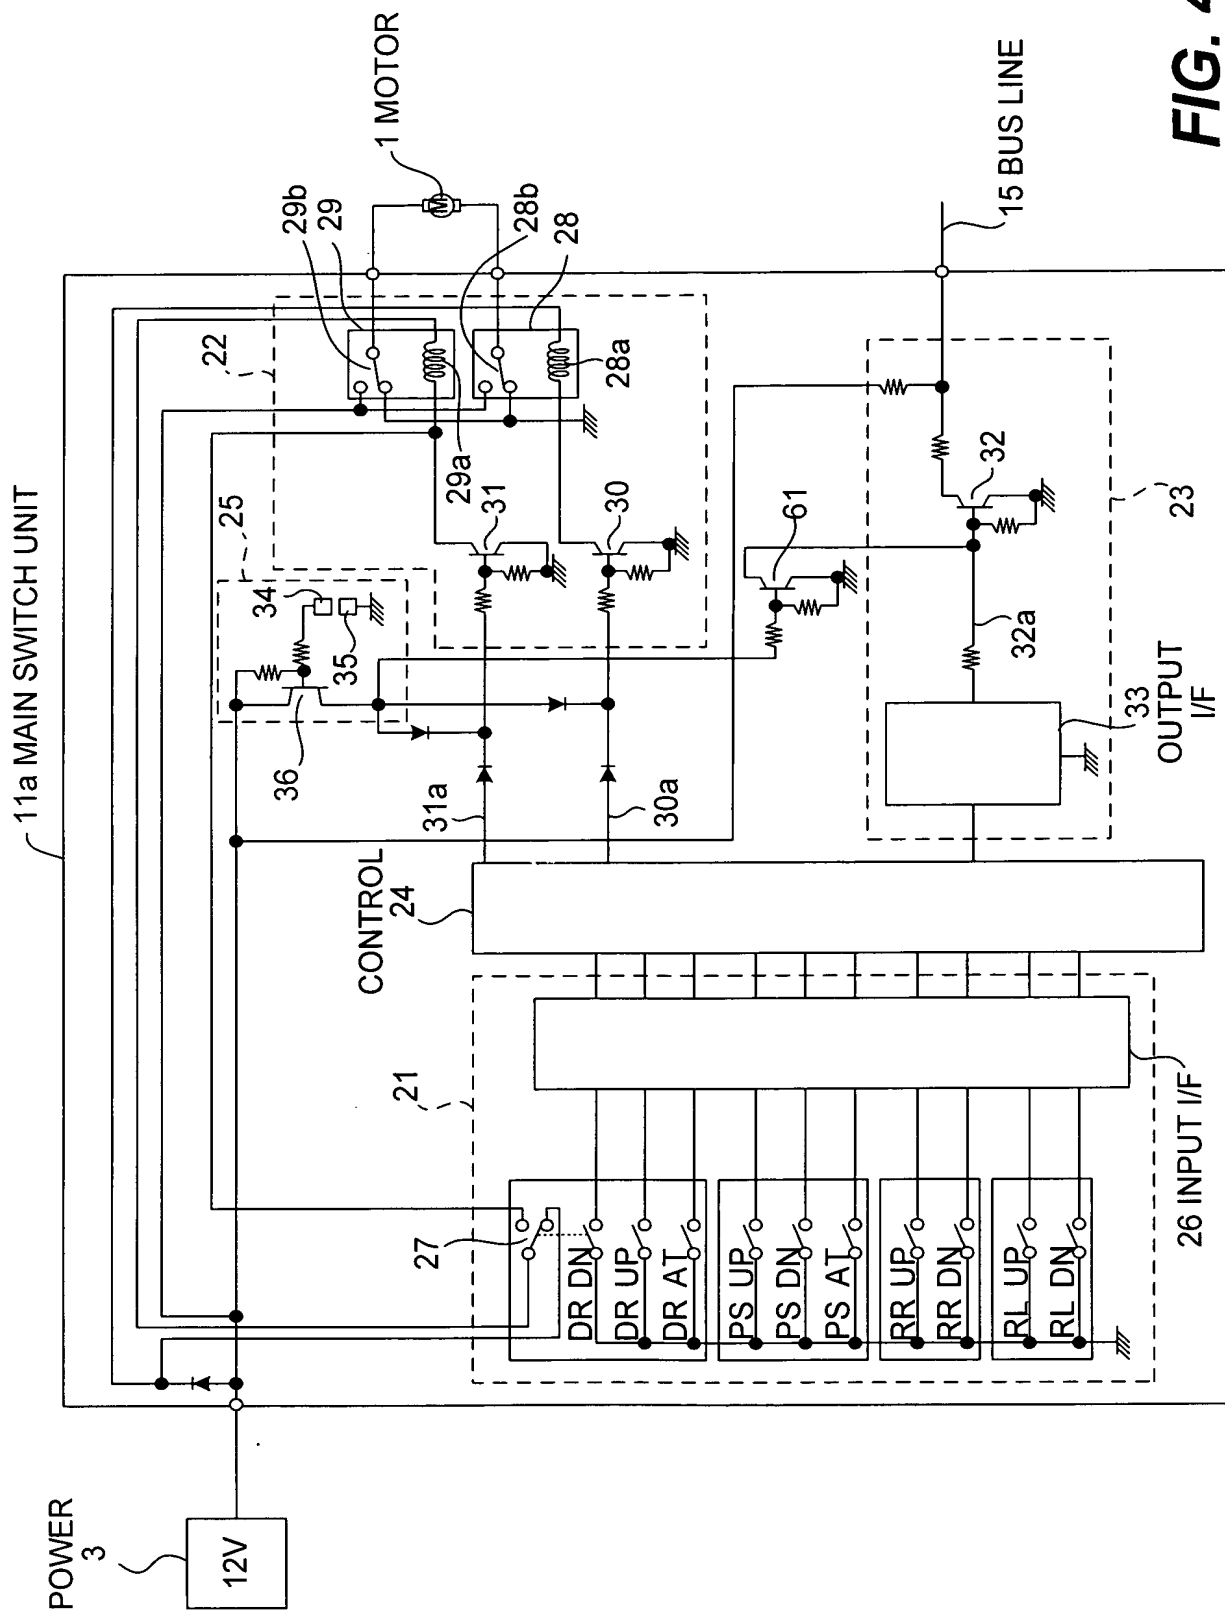 11a MAIN SWITCH UNIT
POWER
3
12V
25
22
29b
29
1 MOTOR
34
35
36
31
29a
28b
28
28a
30
31a
30a
61
CONTROL
24
21
27
DR DN
DR UP
DR AT
PS UP
PS DN
PS AT
RR UP
RR DN
RL UP
RL DN
26 INPUT I/F
32
32a
23
33
OUTPUT
I/F
15 BUS LINE
FIG. 4